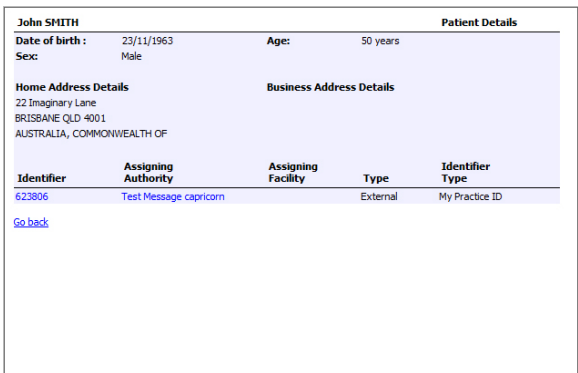 John SMITH Patient Details
Date of birth : 23/11/1963 Age: 50 years
Sex: Male
Home Address Details Business Address Details
22 Imaginary Lane
BRISBANE QLD 4001
AUSTRALIA, COMMONWEALTH OF
Identifier Assigning Authority Assigning Facility Type Identifier Type
623806 Test Message capricorn External My Practice ID
Go back